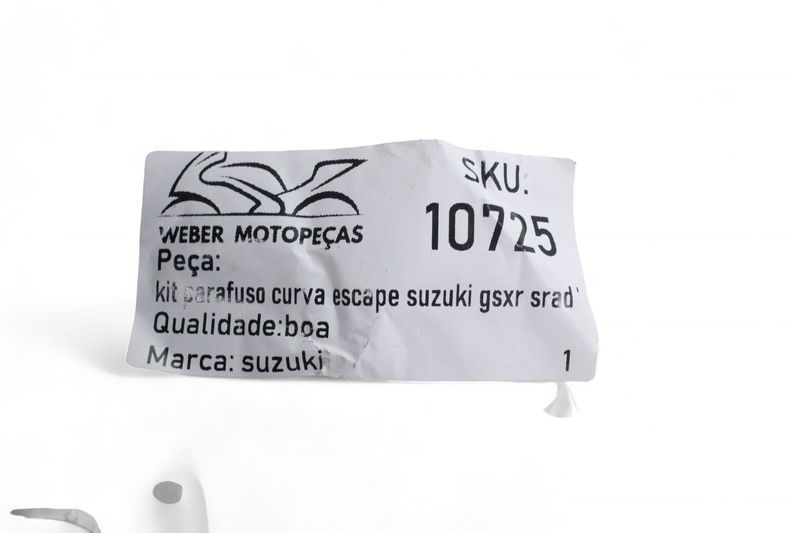 WEBER MOTOPEÇAS
SKU:
10725
Peça:
kit parafuso curva escape suzuki gsxr srad
Qualidade:boa
Marca: suzuki
1